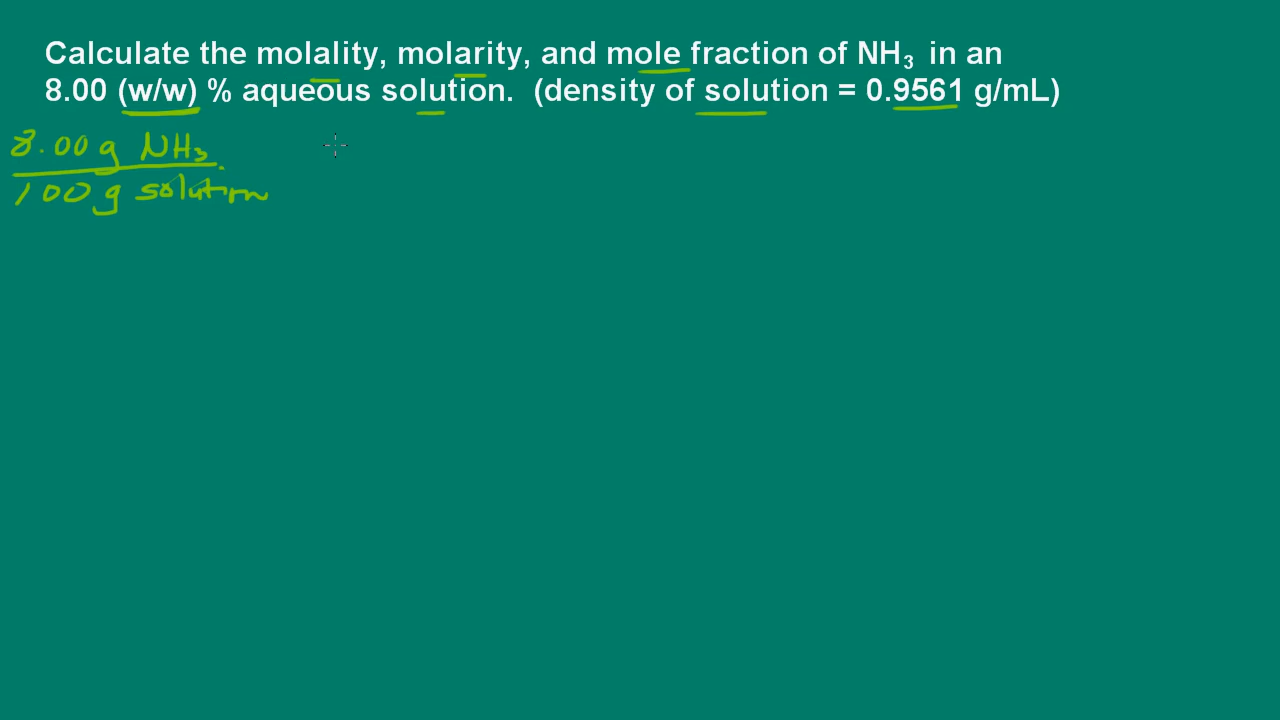 Calculate the molality, molarity, and mole fraction of NH₃ in an
8.00 (w/w) % aqueous solution. (density of solution = 0.9561 g/mL)
8.00 g NH₃
100 g solution